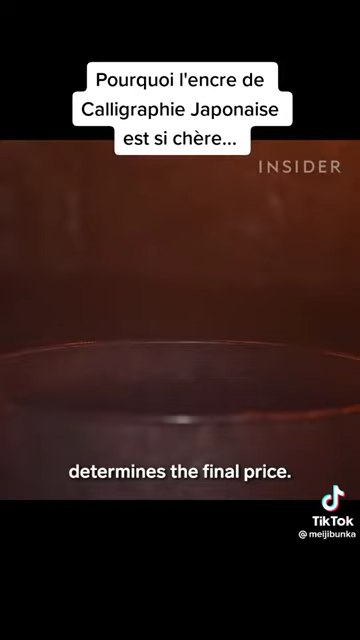 Pourquoi l'encre de
Calligraphie Japonaise
est si chère...
INSIDER
determines the final price.
TikTok
@ meijibunka